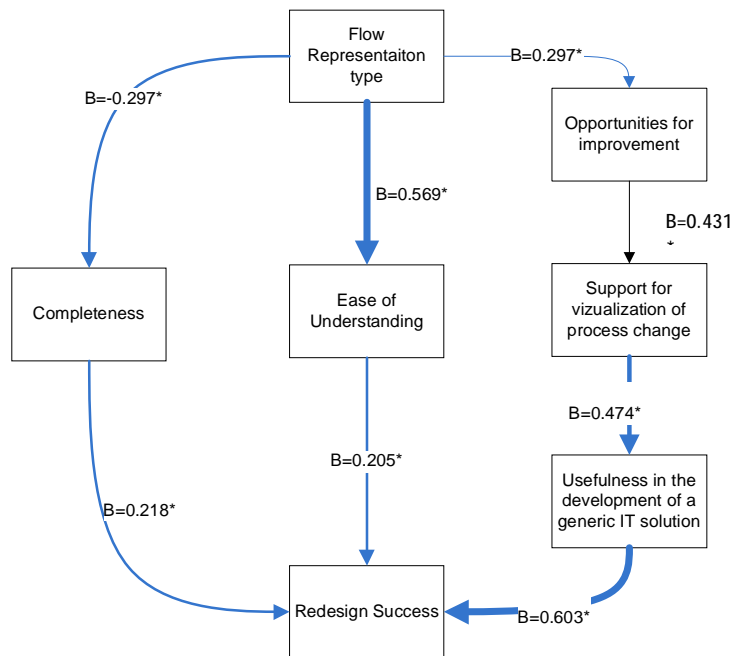 Flow
Representaiton
type
B=0.297*
B=-0.297*
Opportunities for
improvement
B=0.569*
B=0.431
*
Completeness
Ease of
Understanding
Support for
vizualization of
process change
B=0.474*
B=0.205*
B=0.218*
Usefulness in the
development of a
generic IT solution
Redesign Success
B=0.603*